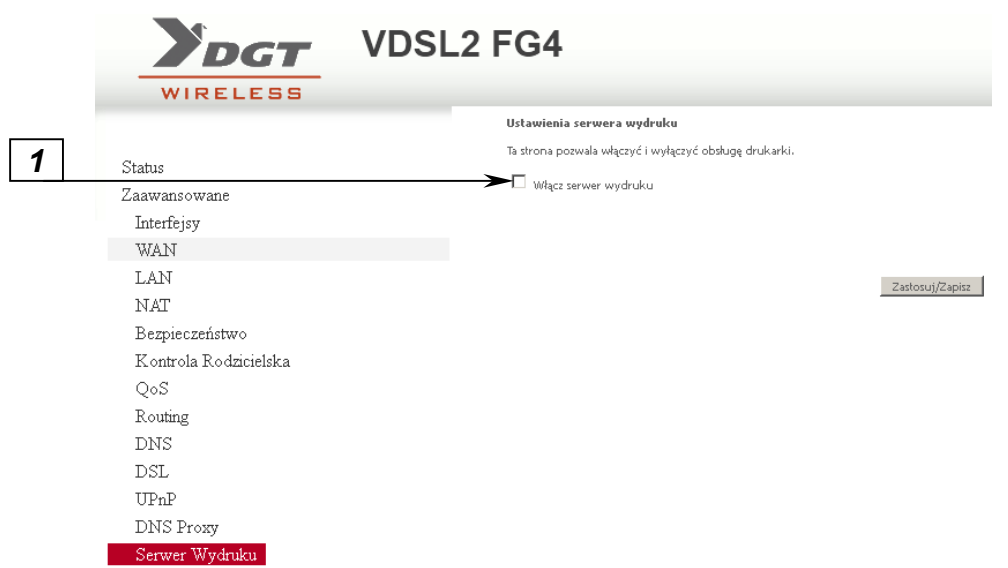 DGT
WIRELESS
VDSL2 FG4
1
Status
Zaawansowane
Interfejsy
WAN
LAN
NAT
Bezpieczeństwo
Kontrola Rodzicielska
QoS
Routing
DNS
DSL
UPnP
DNS Proxy
Serwer Wydruku
Ustawienia serwera wydruku
Ta strona pozwala włączyć i wyłączyć obsługę drukarki.
Włącz serwer wydruku
Zastosuj/Zapisz